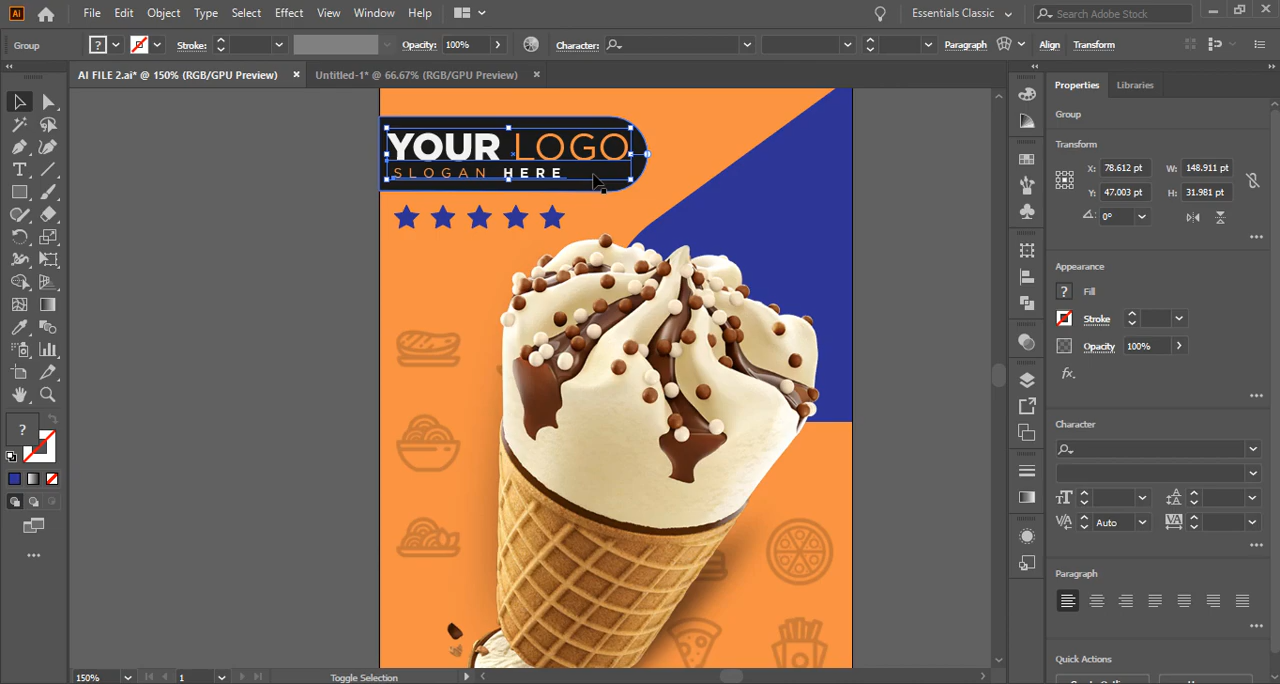 Ai File Edit Object Type Select Effect View Window Help Essentials Classic Search Adobe Stock
Group ? Stroke: Opacity: 100% Character: Paragraph Align Transform
AI FILE 2.ai* @ 150% (RGB/GPU Preview) × Untitled-1* @ 66.67% (RGB/GPU Preview) ×
Properties Libraries
Group
Transform
X: 78.612 pt W: 148.911 pt
Y: 47.003 pt H: 31.981 pt
0°
Appearance
? Fill
Stroke
Opacity 100%
fx.
Character
Auto
Paragraph
Quick Actions
YOUR LOGO
SLOGAN HERE
?
150% 1 Toggle Selection